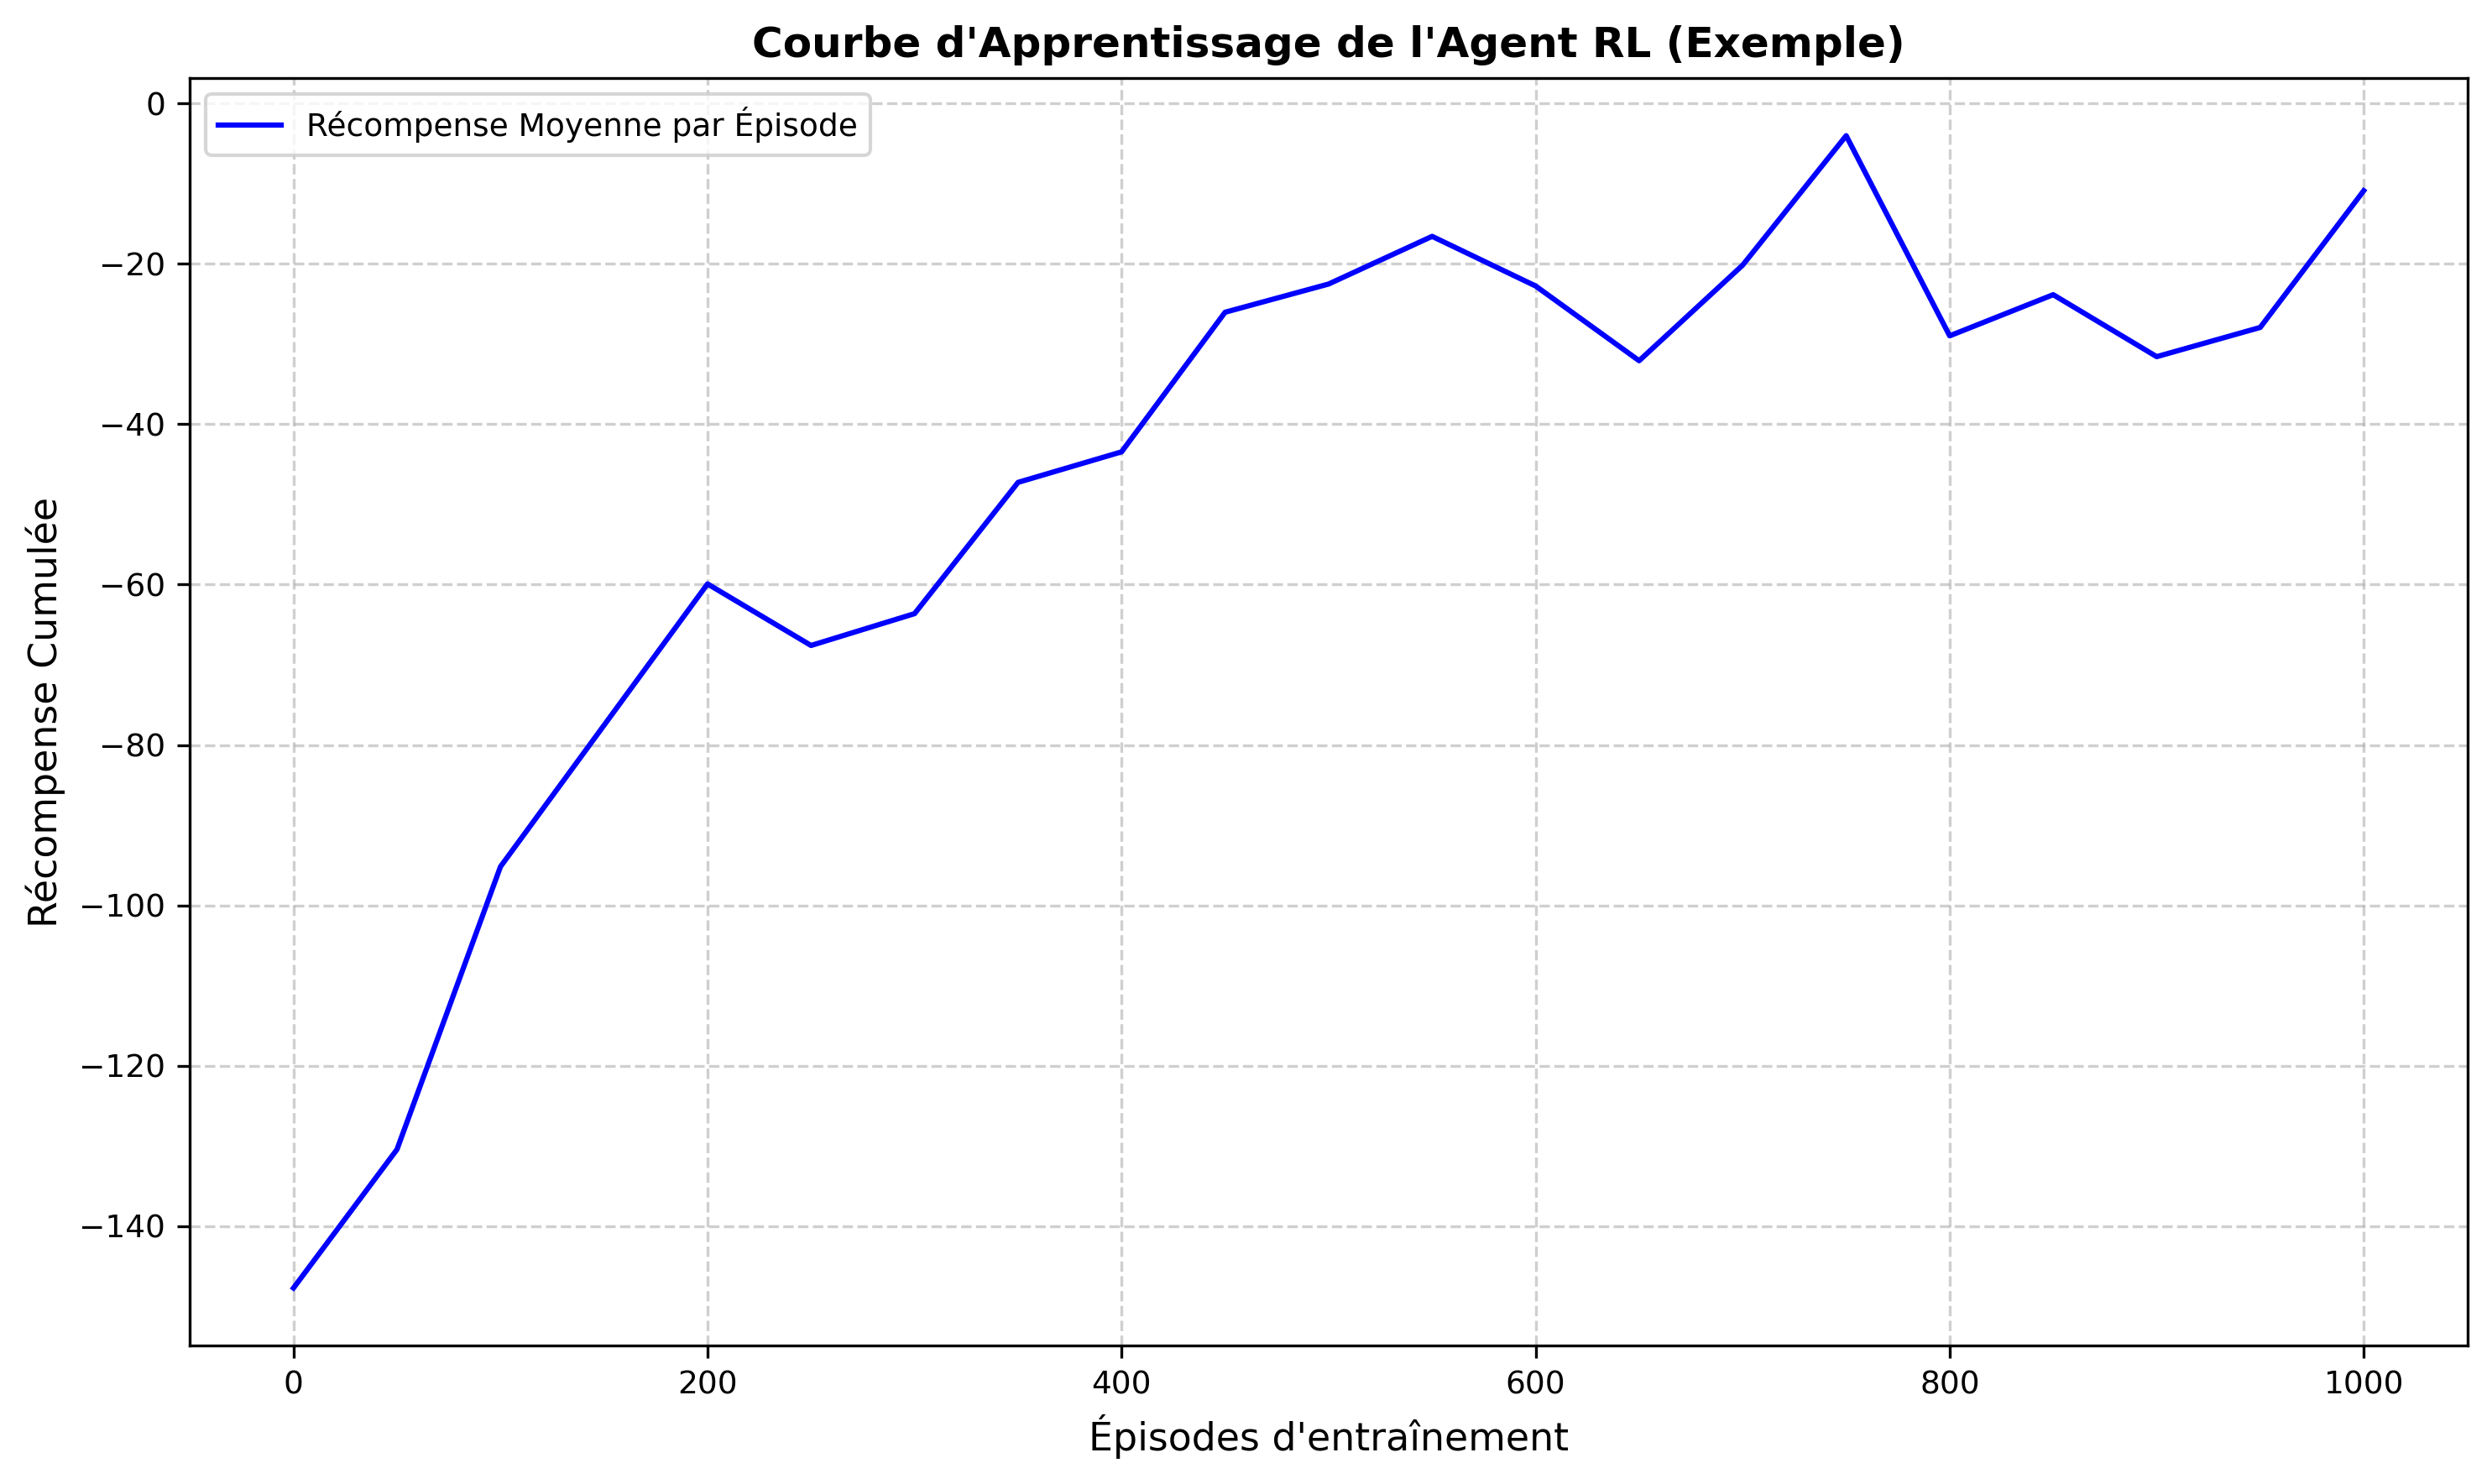 Courbe d'Apprentissage de l'Agent RL (Exemple)
Récompense Moyenne par Épisode
Récompense Cumulée
0
−20
−40
−60
−80
−100
−120
−140
0 200 400 600 800 1000
Épisodes d'entraînement